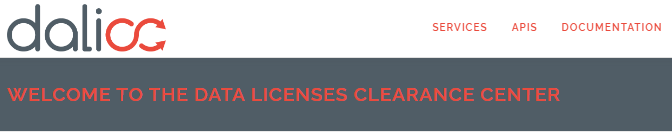 dalicc
SERVICES APIS DOCUMENTATION
WELCOME TO THE DATA LICENSES CLEARANCE CENTER